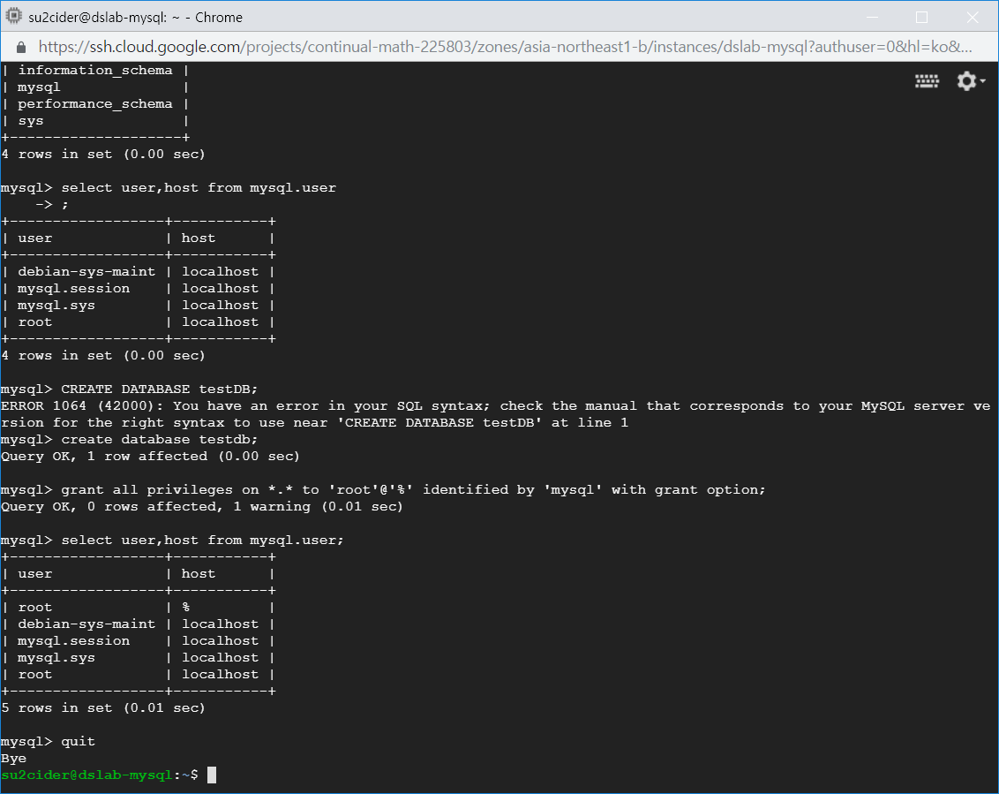 su2cider@dslab-mysql: ~ - Chrome
https://ssh.cloud.google.com/projects/continual-math-225803/zones/asia-northeast1-b/instances/dslab-mysql?authuser=0&hl=ko&...
| information_schema |
| mysql              |
| performance_schema |
| sys                |
+--------------------+
4 rows in set (0.00 sec)
mysql> select user,host from mysql.user
    -> ;
+------------------+-----------+
| user             | host      |
+------------------+-----------+
| debian-sys-maint | localhost |
| mysql.session    | localhost |
| mysql.sys        | localhost |
| root             | localhost |
+------------------+-----------+
4 rows in set (0.00 sec)
mysql> CREATE DATABASE testDB;
ERROR 1064 (42000): You have an error in your SQL syntax; check the manual that corresponds to your MySQL server ve
rsion for the right syntax to use near 'CREATE DATABASE testDB' at line 1
mysql> create database testdb;
Query OK, 1 row affected (0.00 sec)
mysql> grant all privileges on *.* to 'root'@'%' identified by 'mysql' with grant option;
Query OK, 0 rows affected, 1 warning (0.01 sec)
mysql> select user,host from mysql.user;
+------------------+-----------+
| user             | host      |
+------------------+-----------+
| root             | %         |
| debian-sys-maint | localhost |
| mysql.session    | localhost |
| mysql.sys        | localhost |
| root             | localhost |
+------------------+-----------+
5 rows in set (0.01 sec)
mysql> quit
Bye
su2cider@dslab-mysql:~$